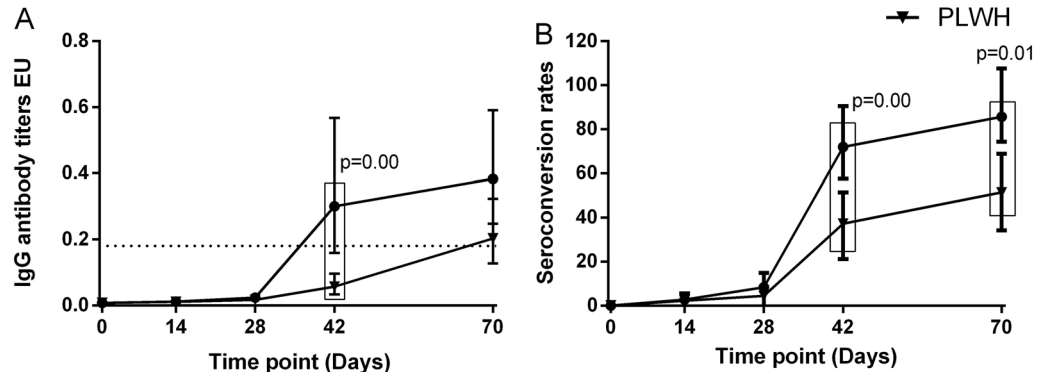 A
IgG antibody titers EU
0.8
0.6
0.4
0.2
0.0
p=0.00
0 14 28 42 70
Time point (Days)
PLWH
B
Seroconversion rates
120
100
80
60
40
20
0
p=0.00
p=0.01
0 14 28 42 70
Time point (Days)